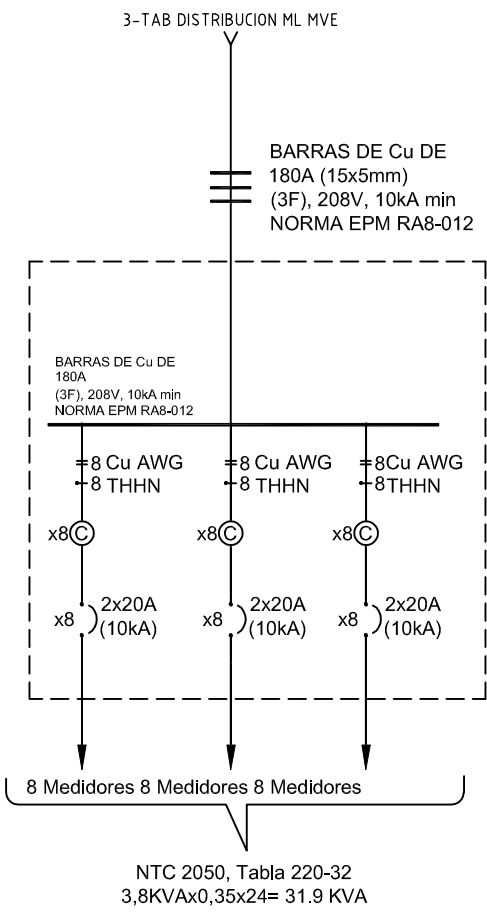 3-TAB DISTRIBUCION ML MVE
BARRAS DE Cu DE
180A (15x5mm)
(3F), 208V, 10kA min
NORMA EPM RA8-012
BARRAS DE Cu DE
180A
(3F), 208V, 10kA min
NORMA EPM RA8-012
8 Cu AWG 8 Cu AWG 8Cu AWG
8 THHN 8 THHN 8 THHN
x8 C x8 C x8 C
2x20A 2x20A 2x20A
x8 x8 x8
(10kA) (10kA) (10kA)
8 Medidores 8 Medidores 8 Medidores
NTC 2050, Tabla 220-32
3,8KVAx0,35x24= 31.9 KVA